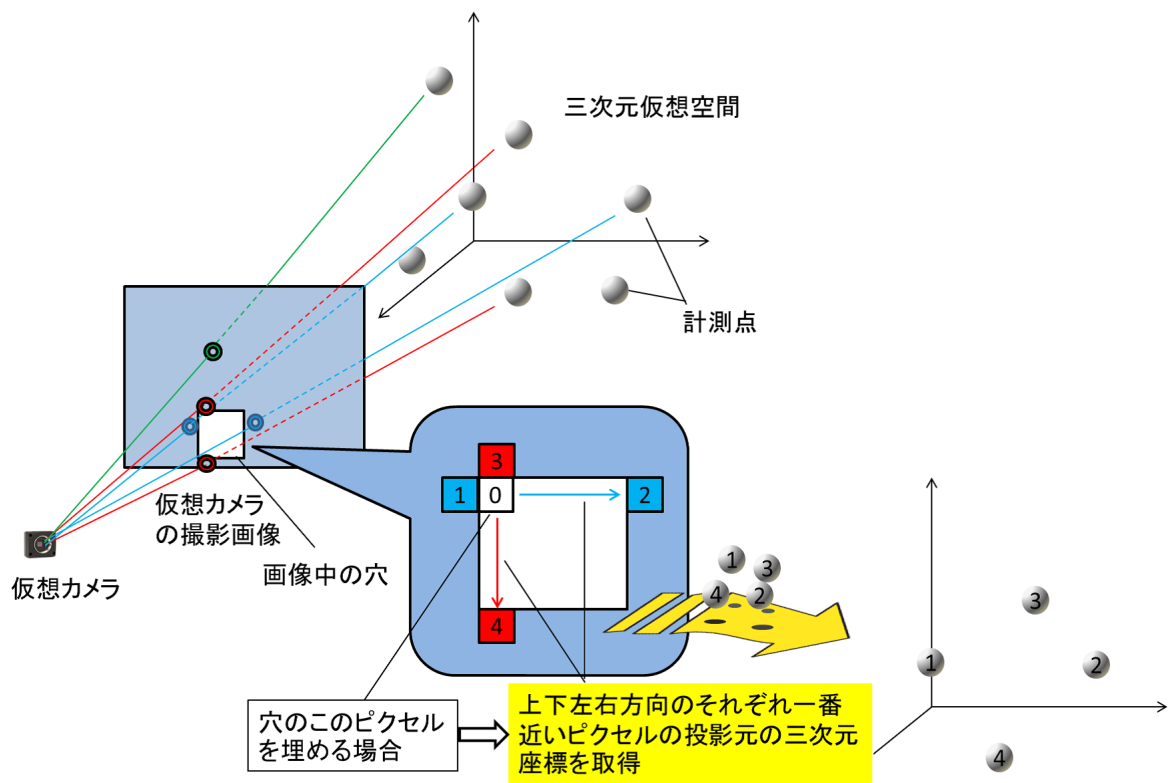 三次元仮想空間
計測点
仮想カメラ
の撮影画像
画像中の穴
仮想カメラ
3
1
0
2
4
1
3
4
2
3
1
2
4
穴のこのピクセル
を埋める場合
上下左右方向のそれぞれ一番
近いピクセルの投影元の三次元
座標を取得